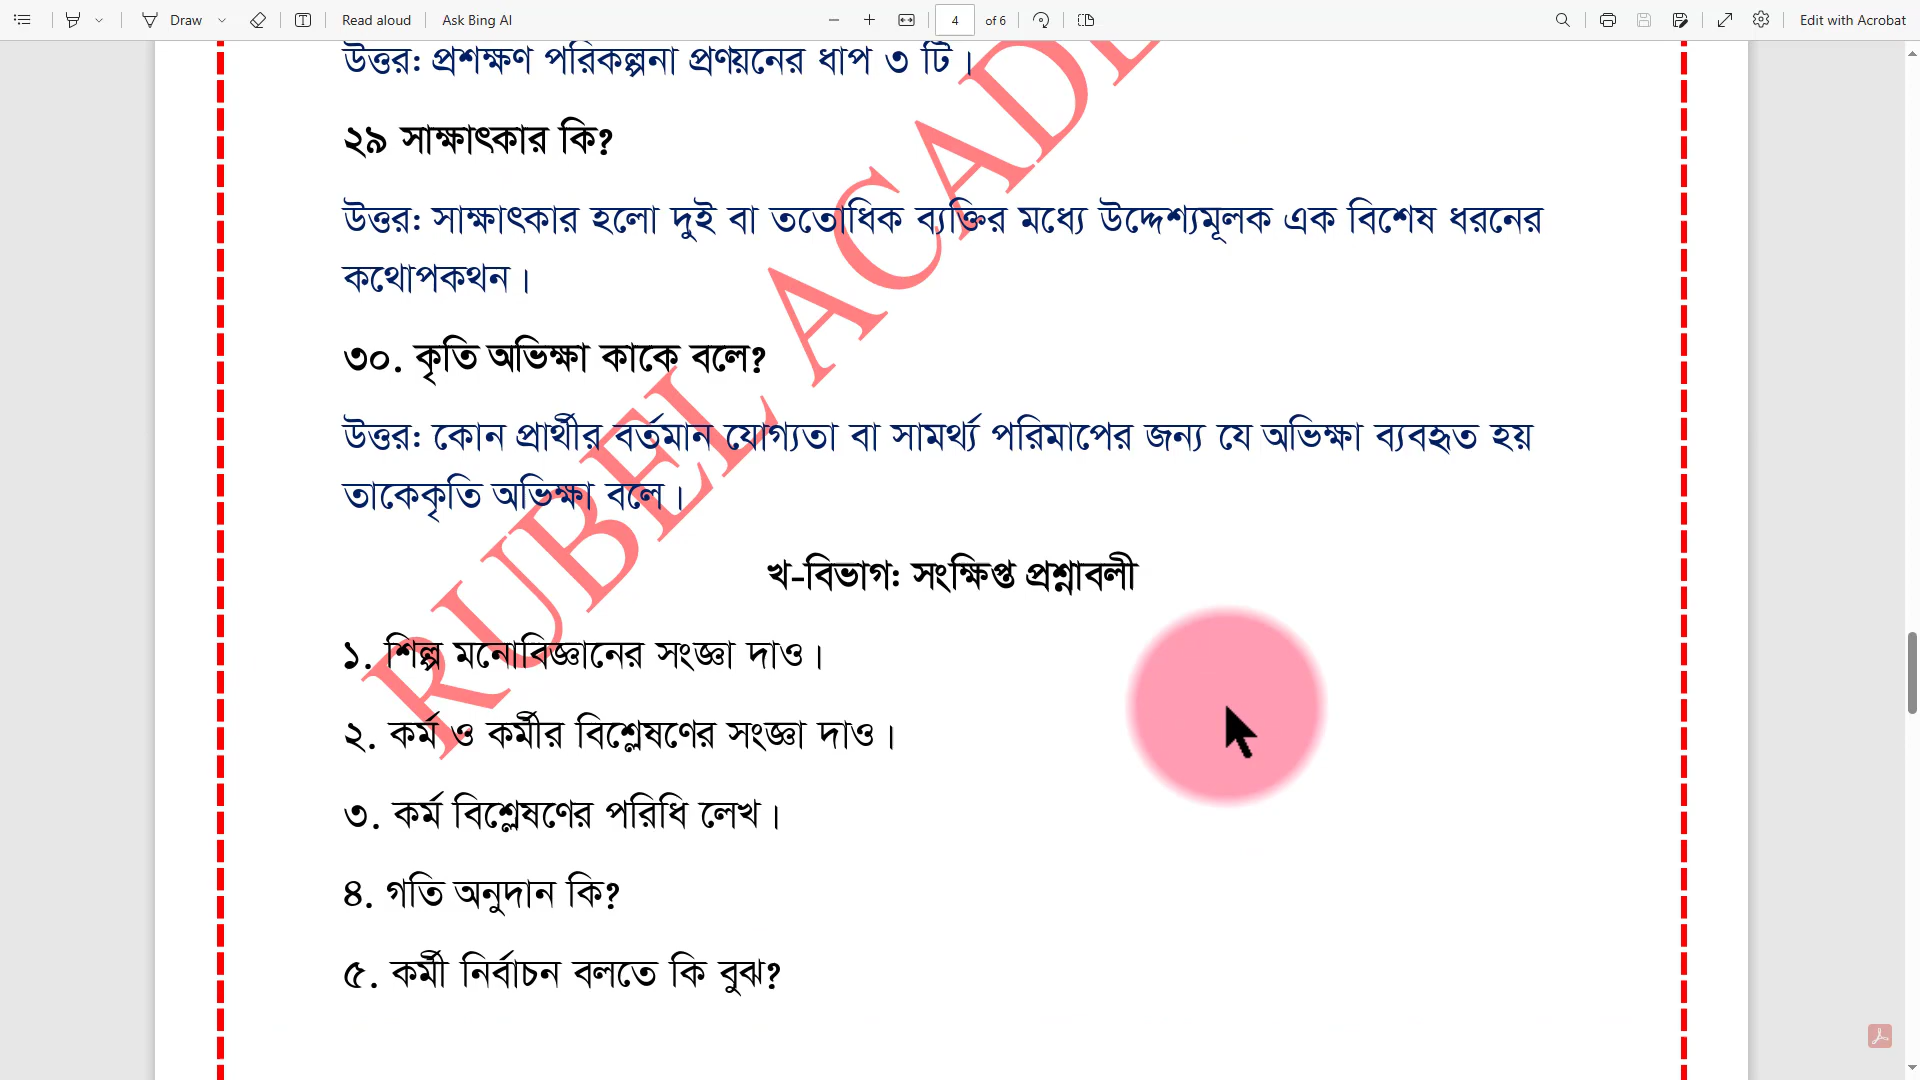 Draw
Read aloud
Ask Bing AI
4 of 6
Edit with Acrobat
উত্তর: প্রশক্ষণ পরিকল্পনা প্রণয়নের ধাপ ৩ টি।
২৯ সাক্ষাৎকার কি?
উত্তর: সাক্ষাৎকার হলো দুই বা ততোধিক ব্যক্তির মধ্যে উদ্দেশ্যমূলক এক বিশেষ ধরনের
কথোপকথন।
৩০. কৃতি অভিক্ষা কাকে বলে?
উত্তর: কোন প্রার্থীর বর্তমান যোগ্যতা বা সামর্থ্য পরিমাপের জন্য যে অভিক্ষা ব্যবহৃত হয়
তাকেকৃতি অভিক্ষা বলে।
খ-বিভাগ: সংক্ষিপ্ত প্রশ্নাবলী
১. শিল্প মনোবিজ্ঞানের সংজ্ঞা দাও।
২. কর্ম ও কর্মীর বিশ্লেষণের সংজ্ঞা দাও।
৩. কর্ম বিশ্লেষণের পরিধি লেখ।
৪. গতি অনুদান কি?
৫. কর্মী নির্বাচন বলতে কি বুঝ?
RUBEL ACADE